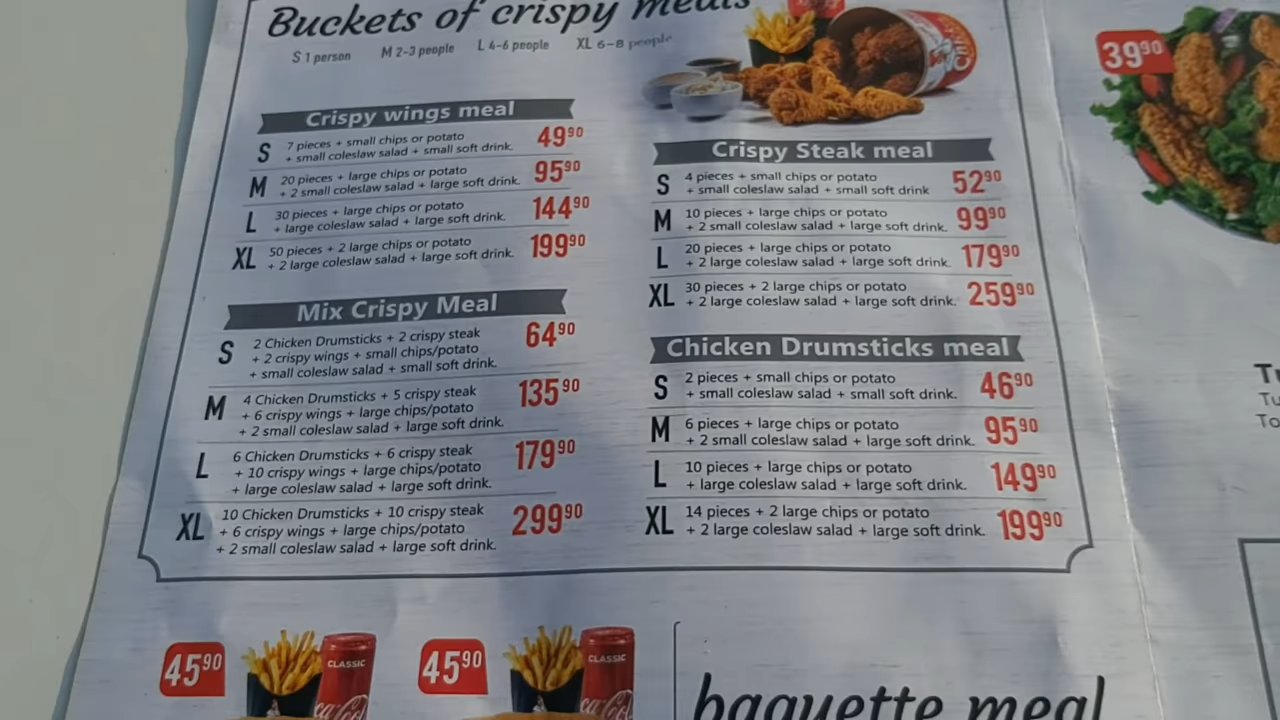 Buckets of crispy meals
S 1 person M 2-3 people L 4-6 people XL 6-8 people
Crispy wings meal
S 7 pieces + small chips or potato
+ small coleslaw salad + small soft drink. 49⁹⁰
M 20 pieces + large chips or potato
+ 2 small coleslaw salad + large soft drink. 95⁹⁰
L 30 pieces + large chips or potato
+ large coleslaw salad + large soft drink. 144⁹⁰
XL 50 pieces + 2 large chips or potato
+ 2 large coleslaw salad + large soft drink. 199⁹⁰
Mix Crispy Meal
S 2 Chicken Drumsticks + 2 crispy steak
+ 2 crispy wings + small chips/potato
+ small coleslaw salad + small soft drink. 64⁹⁰
M 4 Chicken Drumsticks + 5 crispy steak
+ 6 crispy wings + large chips/potato
+ 2 small coleslaw salad + large soft drink. 135⁹⁰
L 6 Chicken Drumsticks + 6 crispy steak
+ 10 crispy wings + large chips/potato
+ large coleslaw salad + large soft drink. 179⁹⁰
XL 10 Chicken Drumsticks + 10 crispy steak
+ 6 crispy wings + large chips/potato
+ 2 small coleslaw salad + large soft drink. 299⁹⁰
Crispy Steak meal
S 4 pieces + small chips or potato
+ small coleslaw salad + small soft drink 52⁹⁰
M 10 pieces + large chips or potato
+ 2 small coleslaw salad + large soft drink. 99⁹⁰
L 20 pieces + large chips or potato
+ 2 large coleslaw salad + large soft drink. 179⁹⁰
XL 30 pieces + 2 large chips or potato
+ 2 large coleslaw salad + large soft drink. 259⁹⁰
Chicken Drumsticks meal
S 2 pieces + small chips or potato
+ small coleslaw salad + small soft drink. 46⁹⁰
M 6 pieces + large chips or potato
+ 2 small coleslaw salad + large soft drink. 95⁹⁰
L 10 pieces + large chips or potato
+ large coleslaw salad + large soft drink. 149⁹⁰
XL 14 pieces + 2 large chips or potato
+ 2 large coleslaw salad + large soft drink. 199⁹⁰
39⁹⁰
45⁹⁰
CLASSIC
45⁹⁰
CLASSIC
baguette meal